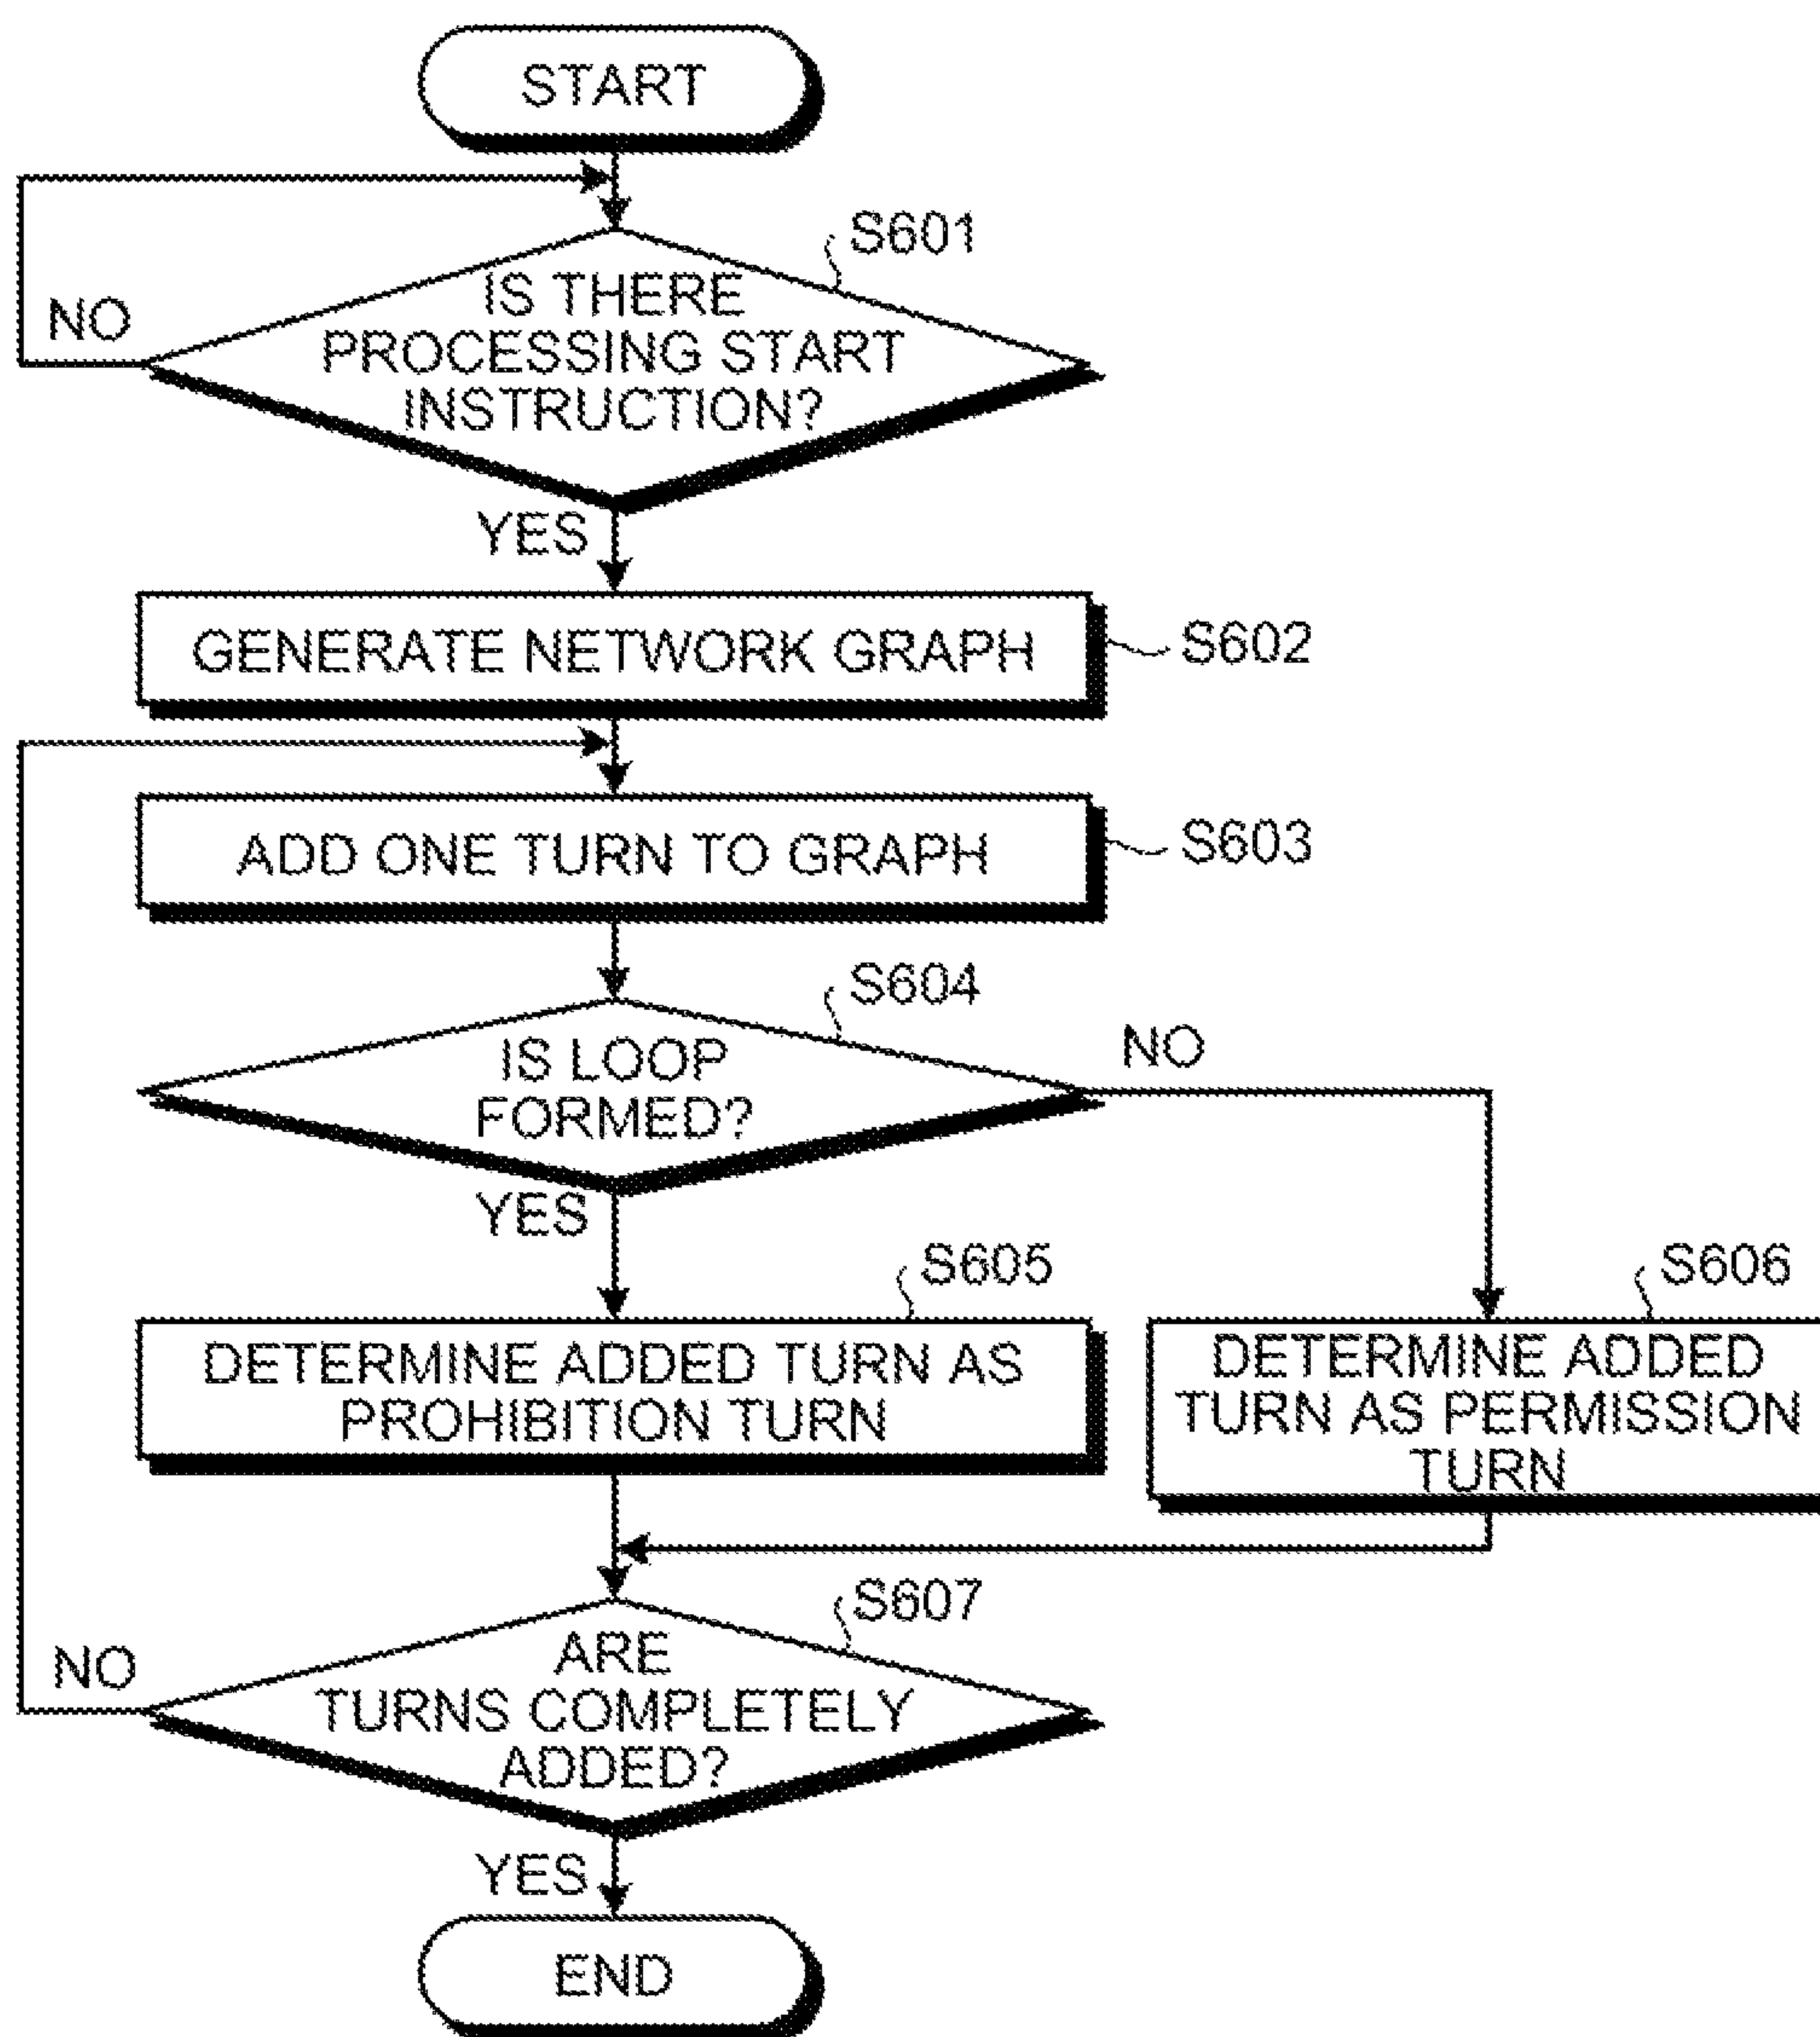 START
S601
IS THERE
PROCESSING START
INSTRUCTION?
NO
YES
GENERATE NETWORK GRAPH
S602
ADD ONE TURN TO GRAPH
S603
S604
IS LOOP
FORMED?
NO
YES
S605
DETERMINE ADDED TURN AS
PROHIBITION TURN
S606
DETERMINE ADDED
TURN AS PERMISSION
TURN
S607
ARE
TURNS COMPLETELY
ADDED?
NO
YES
END